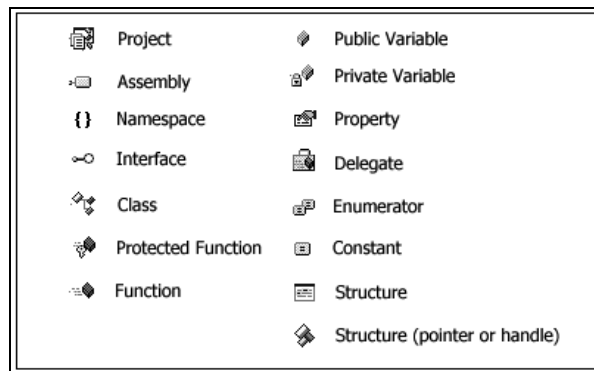 Project
Assembly
{ } Namespace
Interface
Class
Protected Function
Function
Public Variable
Private Variable
Property
Delegate
Enumerator
Constant
Structure
Structure (pointer or handle)